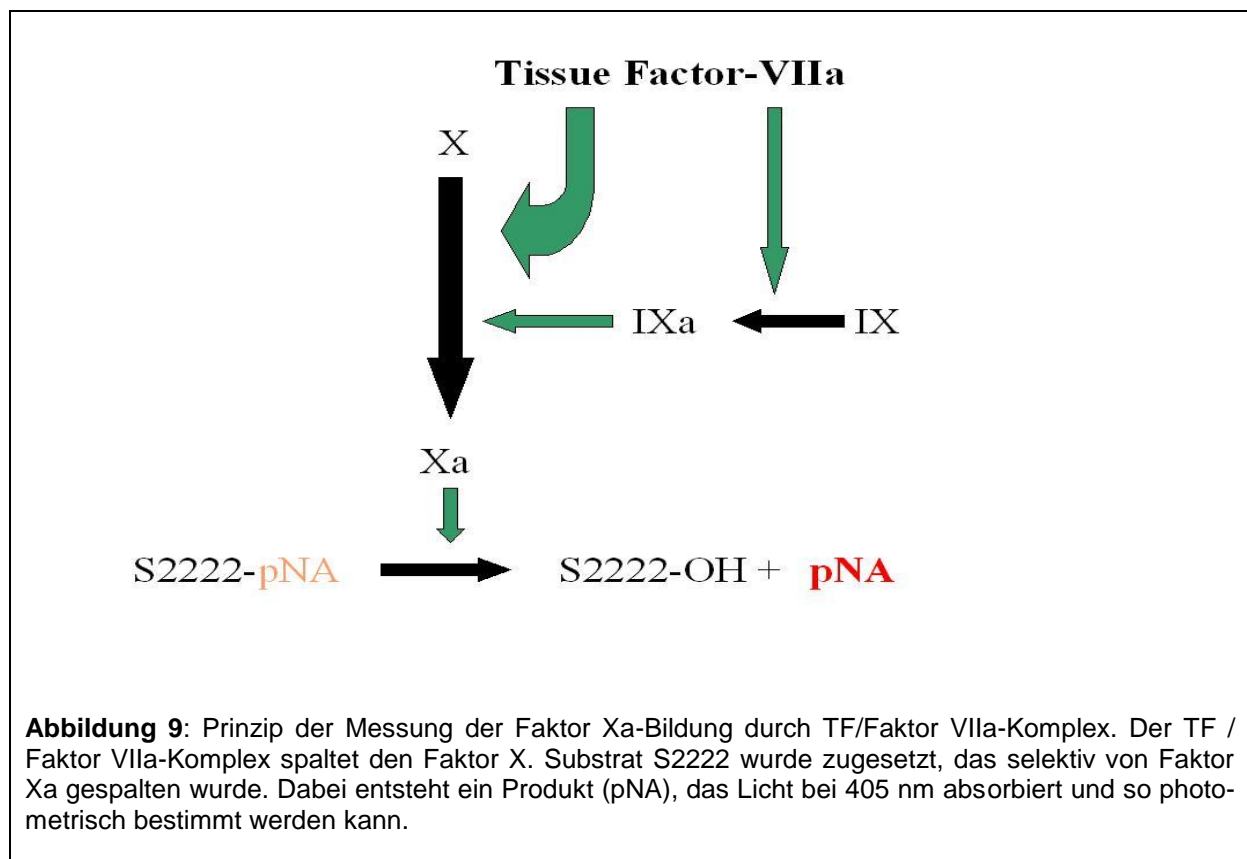 Tissue Factor-VIIa
X
IXa
IX
Xa
S2222-pNA
S2222-OH + pNA
Abbildung 9: Prinzip der Messung der Faktor Xa-Bildung durch TF/Faktor VIIa-Komplex. Der TF /
Faktor VIIa-Komplex spaltet den Faktor X. Substrat S2222 wurde zugesetzt, das selektiv von Faktor
Xa gespalten wurde. Dabei entsteht ein Produkt (pNA), das Licht bei 405 nm absorbiert und so photo-
metrisch bestimmt werden kann.